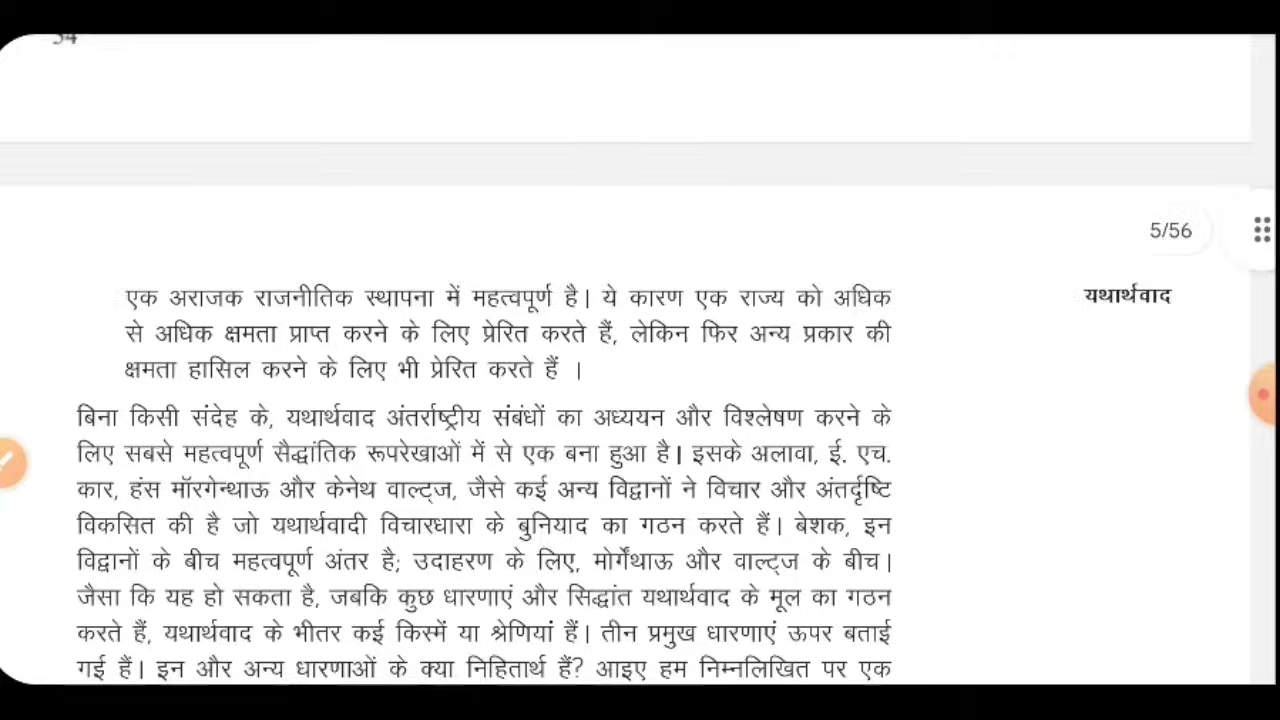 34
5/56
एक अराजक राजनीतिक स्थापना में महत्वपूर्ण है। ये कारण एक राज्य को अधिक
यथार्थवाद
से अधिक क्षमता प्राप्त करने के लिए प्रेरित करते हैं, लेकिन फिर अन्य प्रकार की
क्षमता हासिल करने के लिए भी प्रेरित करते हैं ।
बिना किसी संदेह के, यथार्थवाद अंतर्राष्ट्रीय संबंधों का अध्ययन और विश्लेषण करने के
लिए सबसे महत्वपूर्ण सैद्धांतिक रूपरेखाओं में से एक बना हुआ है। इसके अलावा, ई. एच.
कार, हंस मॉरगेन्थाऊ और केनेथ वाल्ट्ज, जैसे कई अन्य विद्वानों ने विचार और अंतर्दृष्टि
विकसित की है जो यथार्थवादी विचारधारा के बुनियाद का गठन करते हैं। बेशक, इन
विद्वानों के बीच महत्वपूर्ण अंतर है; उदाहरण के लिए, मोर्गेंथाऊ और वाल्ट्ज के बीच।
जैसा कि यह हो सकता है, जबकि कुछ धारणाएं और सिद्धांत यथार्थवाद के मूल का गठन
करते हैं, यथार्थवाद के भीतर कई किस्में या श्रेणियां हैं। तीन प्रमुख धारणाएं ऊपर बताई
गई हैं। इन और अन्य धारणाओं के क्या निहितार्थ हैं? आइए हम निम्नलिखित पर एक